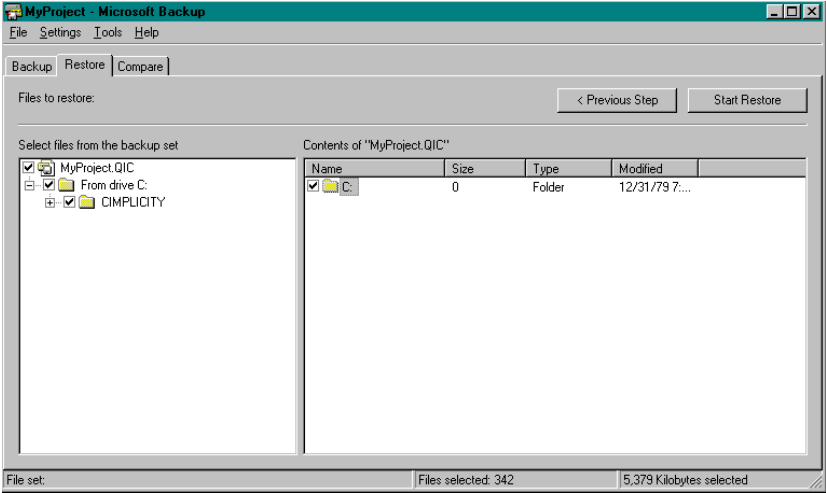 MyProject - Microsoft Backup
File Settings Tools Help
Backup Restore Compare
Files to restore:
< Previous Step Start Restore
Select files from the backup set Contents of "MyProject.QIC"
MyProject.QIC
From drive C:
CIMPLICITY
Name Size Type Modified
C: 0 Folder 12/31/79 7:...
File set: Files selected: 342 5,379 Kilobytes selected